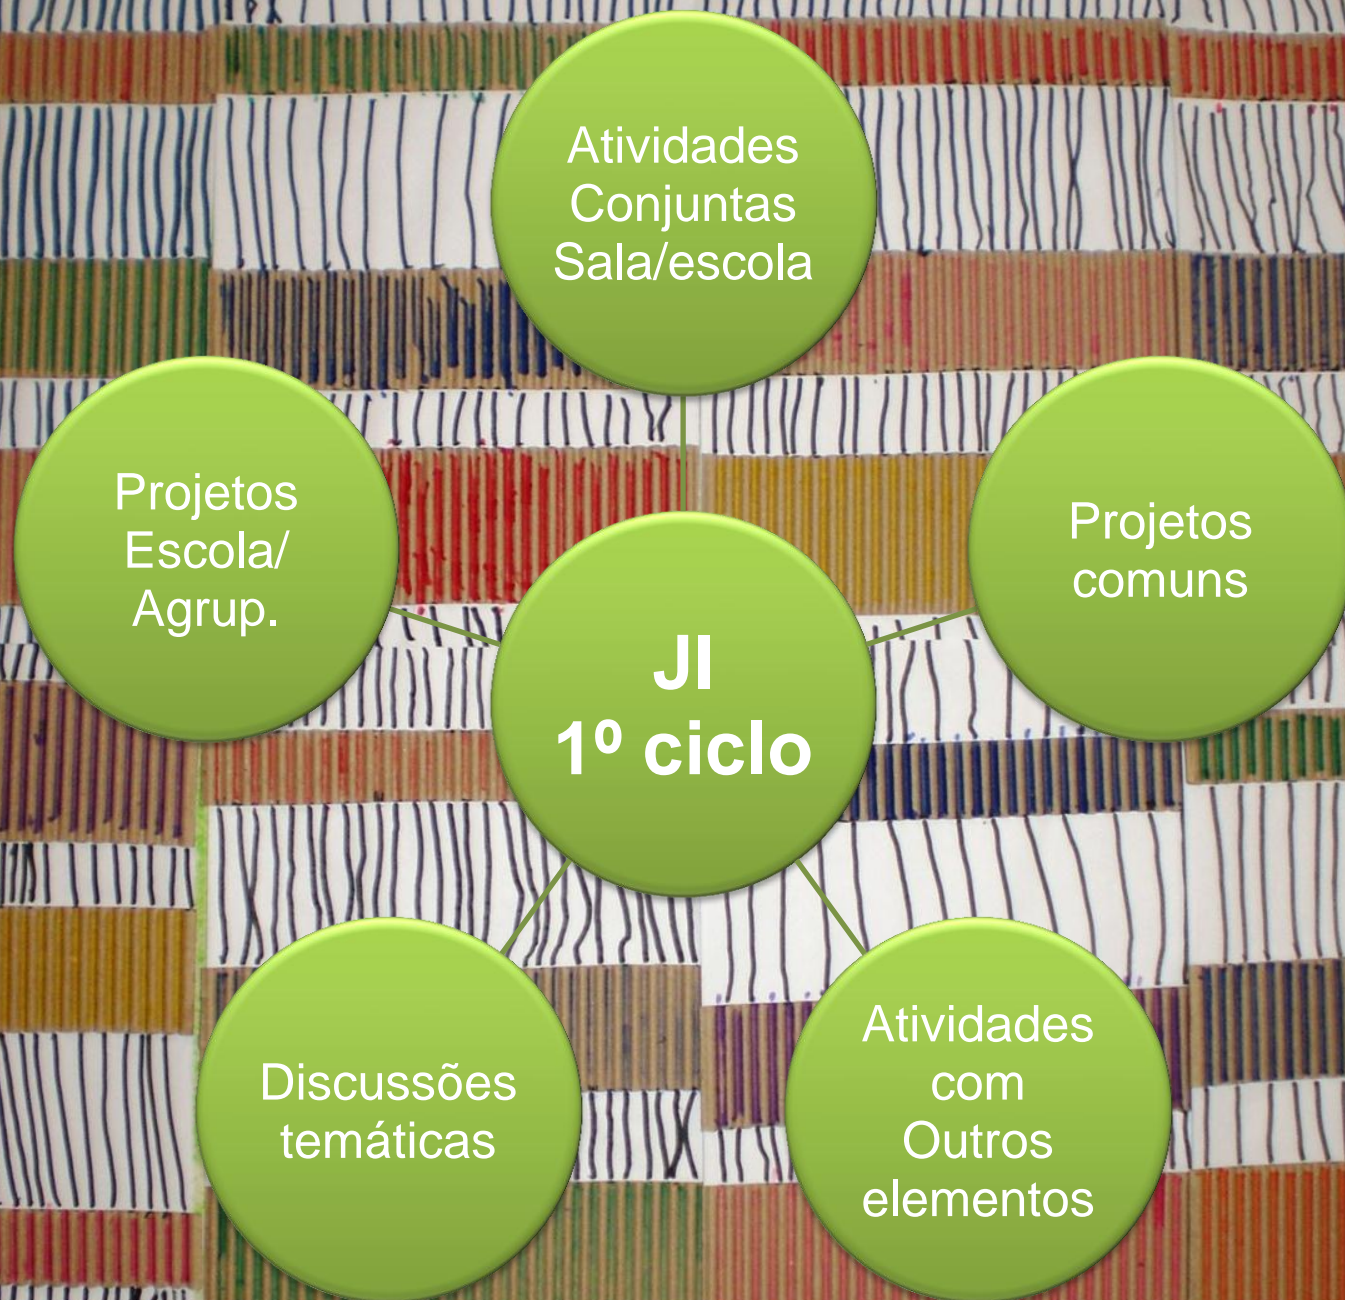 Atividades
Conjuntas
Sala/escola
Projetos
comuns
Atividades
com
Outros
elementos
Discussões
temáticas
Projetos
Escola/
Agrup.
JI
1º ciclo